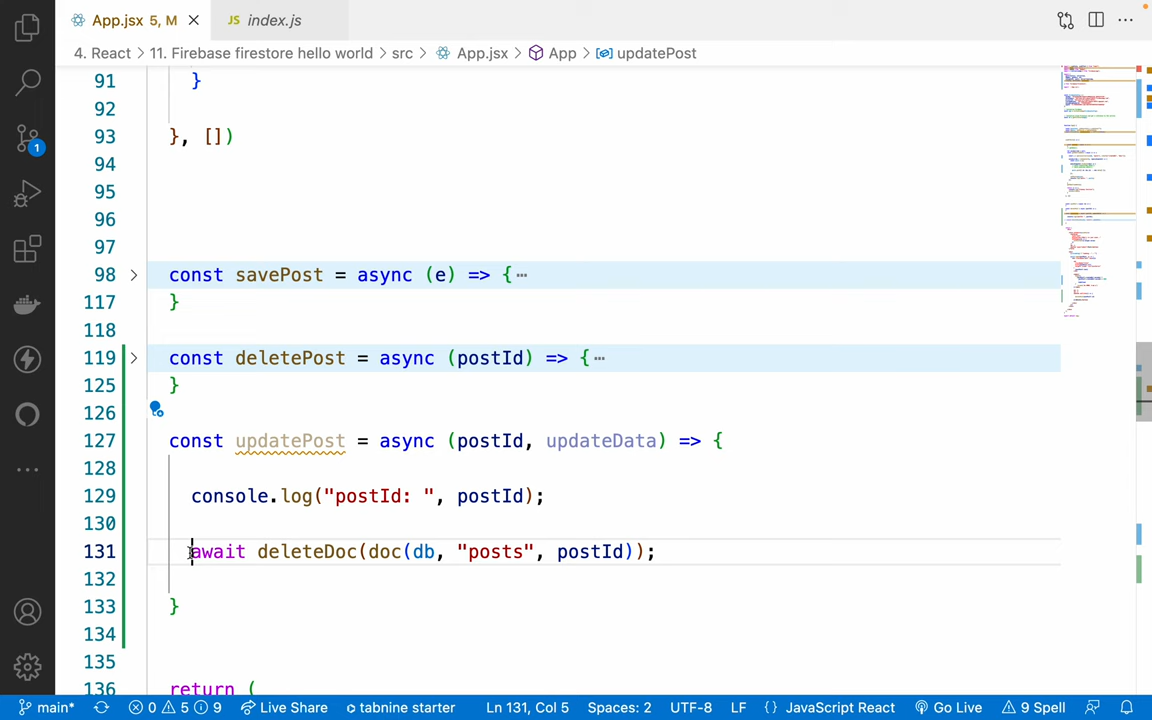 App.jsx 5, M
JS index.js
4. React > 11. Firebase firestore hello world > src > App.jsx > App > updatePost
91 }
92
93 }, [])
94
95
96
97
98 const savePost = async (e) => {…
117 }
118
119 const deletePost = async (postId) => {…
125 }
126
127 const updatePost = async (postId, updateData) => {
128
129 console.log("postId: ", postId);
130
131 await deleteDoc(doc(db, "posts", postId));
132
133 }
134
135
136 return (
1
main* 0 5 9 Live Share tabnine starter Ln 131, Col 5 Spaces: 2 UTF-8 LF {} JavaScript React Go Live 9 Spell